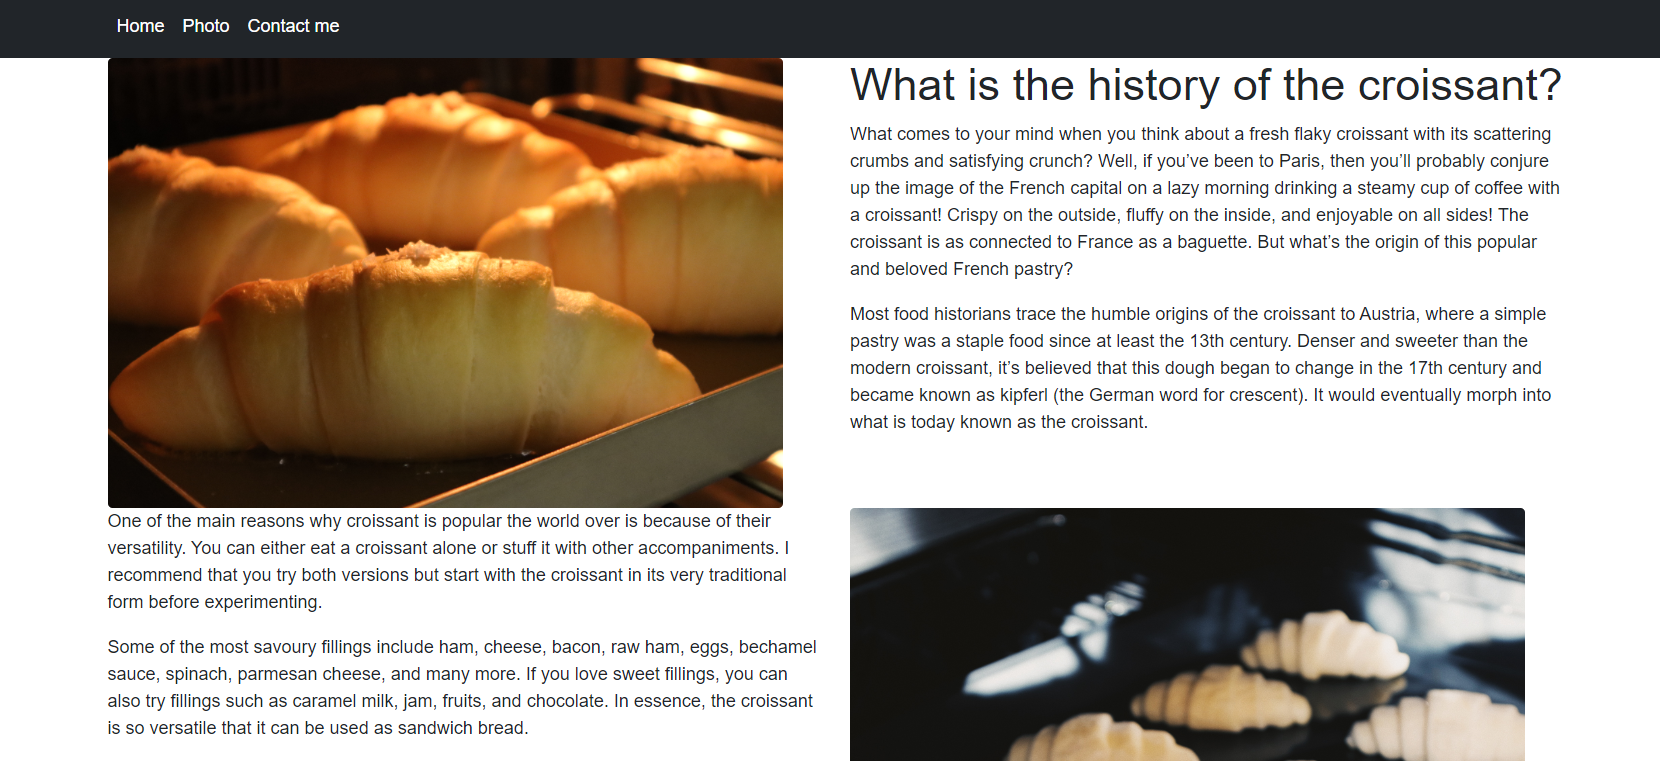 Home Photo Contact me
What is the history of the croissant?
What comes to your mind when you think about a fresh flaky croissant with its scattering
crumbs and satisfying crunch? Well, if you’ve been to Paris, then you’ll probably conjure
up the image of the French capital on a lazy morning drinking a steamy cup of coffee with
a croissant! Crispy on the outside, fluffy on the inside, and enjoyable on all sides! The
croissant is as connected to France as a baguette. But what’s the origin of this popular
and beloved French pastry?
Most food historians trace the humble origins of the croissant to Austria, where a simple
pastry was a staple food since at least the 13th century. Denser and sweeter than the
modern croissant, it’s believed that this dough began to change in the 17th century and
became known as kipferl (the German word for crescent). It would eventually morph into
what is today known as the croissant.
One of the main reasons why croissant is popular the world over is because of their
versatility. You can either eat a croissant alone or stuff it with other accompaniments. I
recommend that you try both versions but start with the croissant in its very traditional
form before experimenting.
Some of the most savoury fillings include ham, cheese, bacon, raw ham, eggs, bechamel
sauce, spinach, parmesan cheese, and many more. If you love sweet fillings, you can
also try fillings such as caramel milk, jam, fruits, and chocolate. In essence, the croissant
is so versatile that it can be used as sandwich bread.